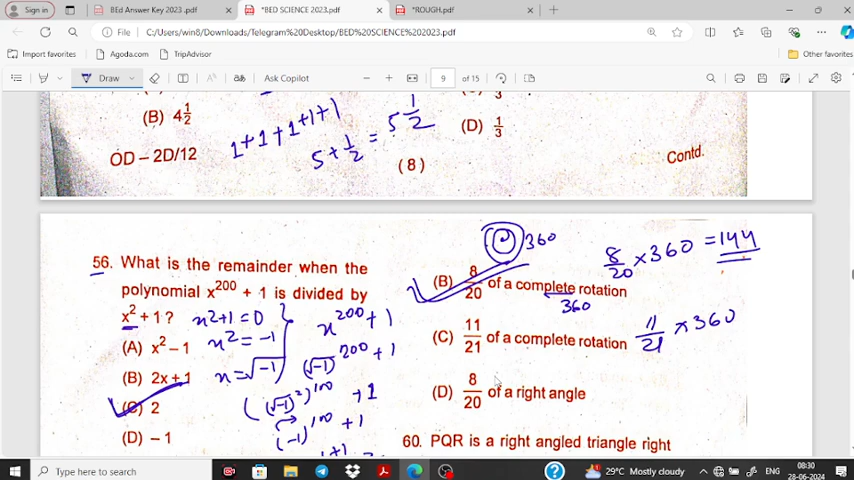 Sign in
BEd Answer Key 2023 .pdf
*BED SCIENCE 2023.pdf
*ROUGH.pdf
File
C:/Users/win8/Downloads/Telegram%20Desktop/BED%20SCIENCE%202023.pdf
Import favorites
Agoda.com
TripAdvisor
Other favorites
Draw
Ask Copilot
9 of 15
(B) 4 1/2
1+1+1+1+1
5+1/2 = 5 1/2
(D) 1/3
OD – 2D/12
(8)
Contd.
56. What is the remainder when the
polynomial x²⁰⁰ + 1 is divided by
x² + 1 ?
(A) x² – 1
(B) 2x + 1
(C) 2
(D) – 1
x²+1=0
x² = -1
x = √-1
x²⁰⁰+1
(√-1)²⁰⁰+1
((√-1)²)¹⁰⁰ +1
(-1)¹⁰⁰ +1
1+1
360
(B) 8/20 of a complete rotation
360
8/20 ×360 = 144
(C) 11/21 of a complete rotation
11/21 ×360
(D) 8/20 of a right angle
60. PQR is a right angled triangle right
Type here to search
29°C Mostly cloudy
ENG
08:30
28-06-2024